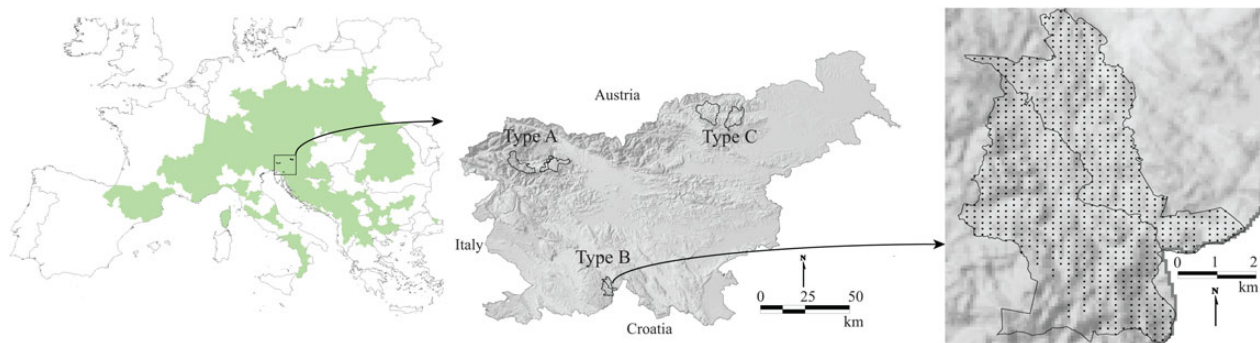 Austria
Type A
Type C
Italy
Type B
N
0 25 50
km
Croatia
0 1 2
km
N